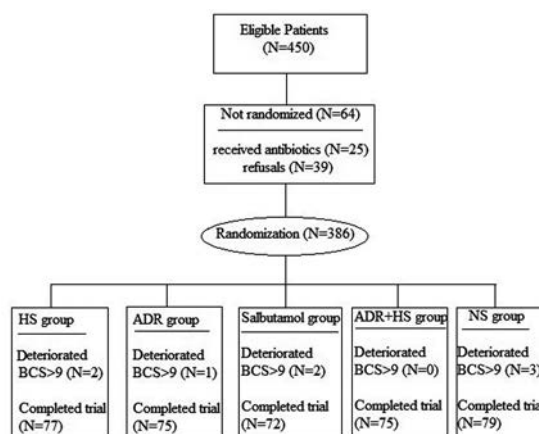 Eligible Patients
(N=450)
Not randomized (N=64)
received antibiotics (N=25)
refusals (N=39)
Randomization (N=386)
HS group
Deteriorated
BCS>9 (N=2)
Completed trial
(N=77)
ADR group
Deteriorated
BCS>9 (N=1)
Completed trial
(N=75)
Salbutamol group
Deteriorated
BCS>9 (N=2)
Completed trial
(N=72)
ADR+HS group
Deteriorated
BCS>9 (N=0)
Completed trial
(N=75)
NS group
Deteriorated
BCS>9 (N=3)
Completed trial
(N=79)